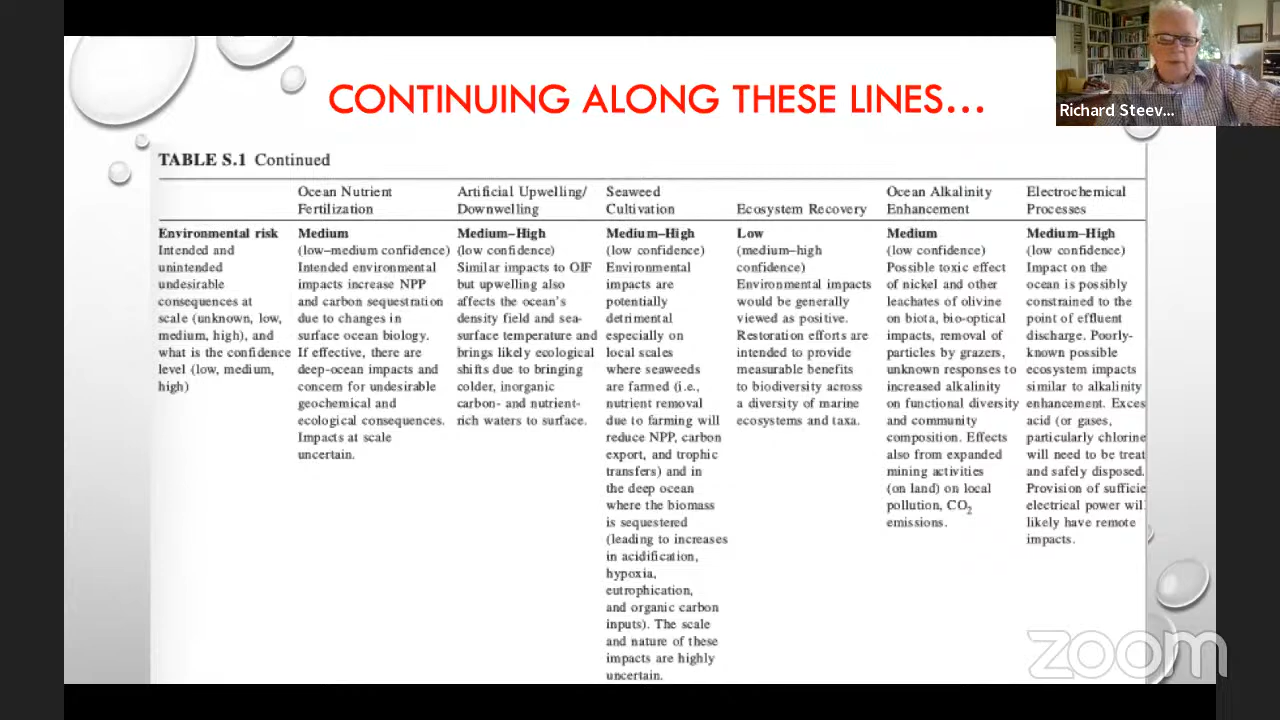 CONTINUING ALONG THESE LINES...
Richard Steev...
TABLE S.1 Continued
Ocean Nutrient
Fertilization
Artificial Upwelling/
Downwelling
Seaweed
Cultivation
Ecosystem Recovery
Ocean Alkalinity
Enhancement
Electrochemical
Processes
Environmental risk
Intended and
unintended
undesirable
consequences at
scale (unknown, low,
medium, high), and
what is the confidence
level (low, medium,
high)
Medium
(low–medium confidence)
Intended environmental
impacts increase NPP
and carbon sequestration
due to changes in
surface ocean biology.
If effective, there are
deep-ocean impacts and
concern for undesirable
geochemical and
ecological consequences.
Impacts at scale
uncertain.
Medium–High
(low confidence)
Similar impacts to OIF
but upwelling also
affects the ocean's
density field and sea-
surface temperature and
brings likely ecological
shifts due to bringing
colder, inorganic
carbon- and nutrient-
rich waters to surface.
Medium–High
(low confidence)
Environmental
impacts are
potentially
detrimental
especially on
local scales
where seaweeds
are farmed (i.e.,
nutrient removal
due to farming will
reduce NPP, carbon
export, and trophic
transfers) and in
the deep ocean
where the biomass
is sequestered
(leading to increases
in acidification,
hypoxia,
eutrophication,
and organic carbon
inputs). The scale
and nature of these
impacts are highly
uncertain.
Low
(medium–high
confidence)
Environmental impacts
would be generally
viewed as positive.
Restoration efforts are
intended to provide
measurable benefits
to biodiversity across
a diversity of marine
ecosystems and taxa.
Medium
(low confidence)
Possible toxic effect
of nickel and other
leachates of olivine
on biota, bio-optical
impacts, removal of
particles by grazers,
unknown responses to
increased alkalinity
on functional diversity
and community
composition. Effects
also from expanded
mining activities
(on land) on local
pollution, CO₂
emissions.
Medium–High
(low confidence)
Impact on the
ocean is possibly
constrained to the
point of effluent
discharge. Poorly-
known possible
ecosystem impacts
similar to alkalinity
enhancement. Exces
acid (or gases,
particularly chlorine
will need to be treat
and safely disposed.
Provision of sufficie
electrical power wil
likely have remote
impacts.
zoom